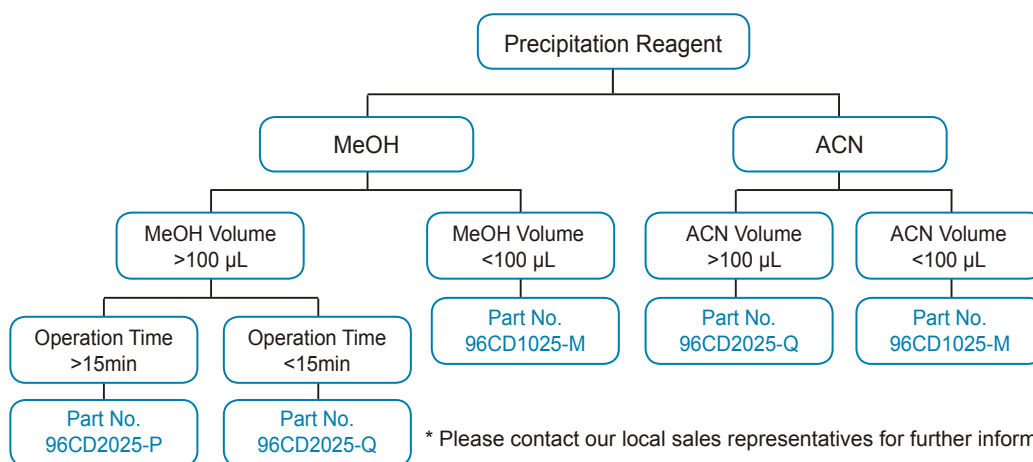 Precipitation Reagent
MeOH
ACN
MeOH Volume
>100 µL
MeOH Volume
<100 µL
ACN Volume
>100 µL
ACN Volume
<100 µL
Operation Time
>15min
Operation Time
<15min
Part No.
96CD1025-M
Part No.
96CD2025-Q
Part No.
96CD1025-M
Part No.
96CD2025-P
Part No.
96CD2025-Q
* Please contact our local sales representatives for further